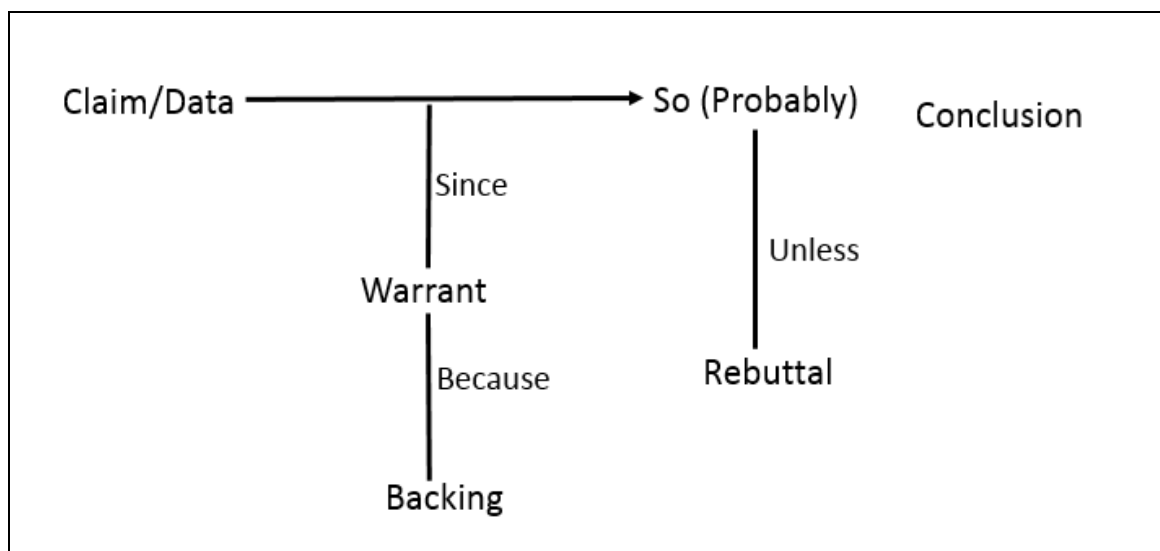 Claim/Data
So (Probably)
Conclusion
Since
Unless
Warrant
Rebuttal
Because
Backing